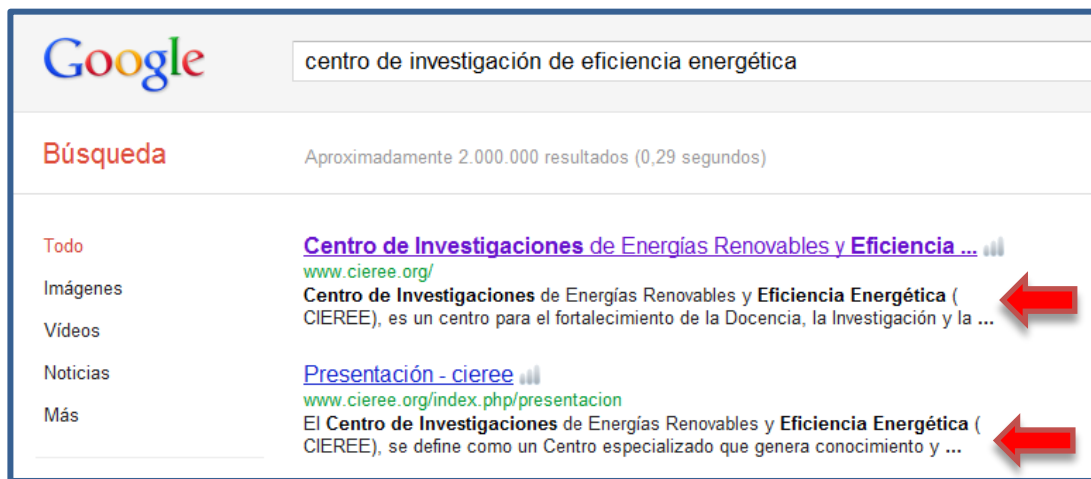 Google
centro de investigación de eficiencia energética
Búsqueda
Aproximadamente 2.000.000 resultados (0,29 segundos)
Todo
Imágenes
Vídeos
Noticias
Más
Centro de Investigaciones de Energías Renovables y Eficiencia ...
www.cieree.org/
Centro de Investigaciones de Energías Renovables y Eficiencia Energética (
CIEREE), es un centro para el fortalecimiento de la Docencia, la Investigación y la ...
Presentación - cieree
www.cieree.org/index.php/presentacion
El Centro de Investigaciones de Energías Renovables y Eficiencia Energética (
CIEREE), se define como un Centro especializado que genera conocimiento y ...